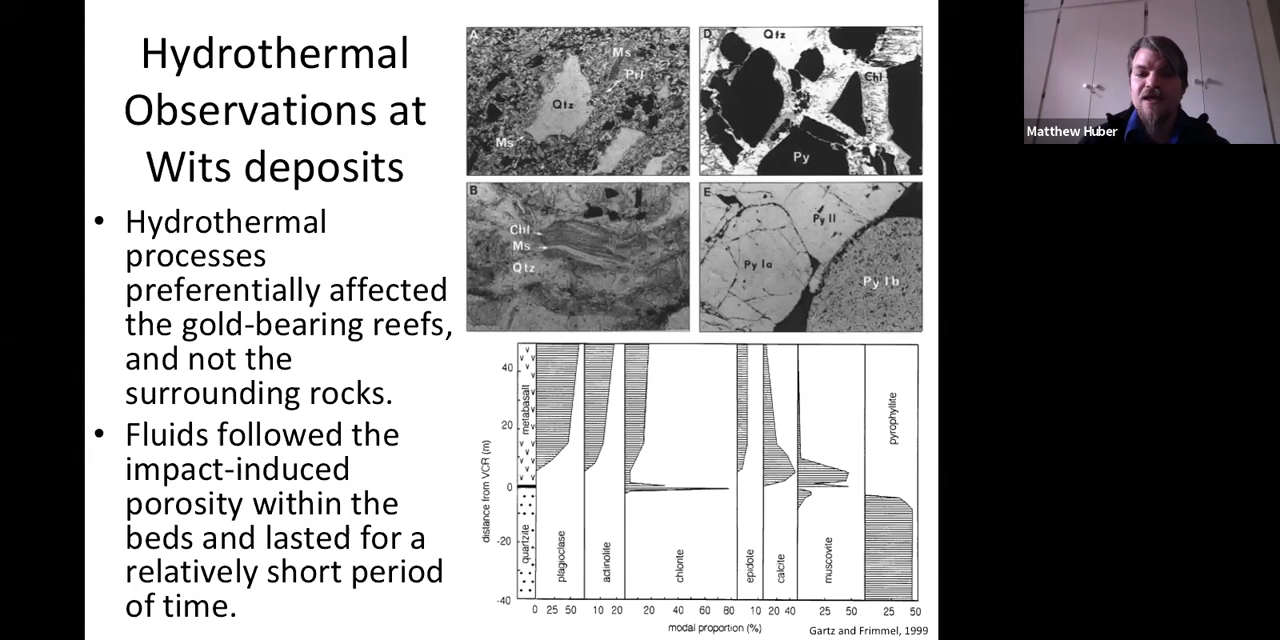 Hydrothermal
Observations at
Wits deposits
• Hydrothermal
processes
preferentially affected
the gold-bearing reefs,
and not the
surrounding rocks.
• Fluids followed the
impact-induced
porosity within the
beds and lasted for a
relatively short period
of time.
A
Ms
Prl
Qtz
Ms
D
Qtz
Chl
Py
B
Chl
Ms
Qtz
E
Py II
Py Ia
Py Ib
distance from VCR (m)
40
20
0
-20
-40
metabasalt
quartzite
plagioclase
actinolite
chlorite
epidote
calcite
muscovite
pyrophyllite
0 25 50 10 20 20 40 60 80 10 20 40 25 50 25 50
modal proportion (%)
Gartz and Frimmel, 1999
Matthew Huber